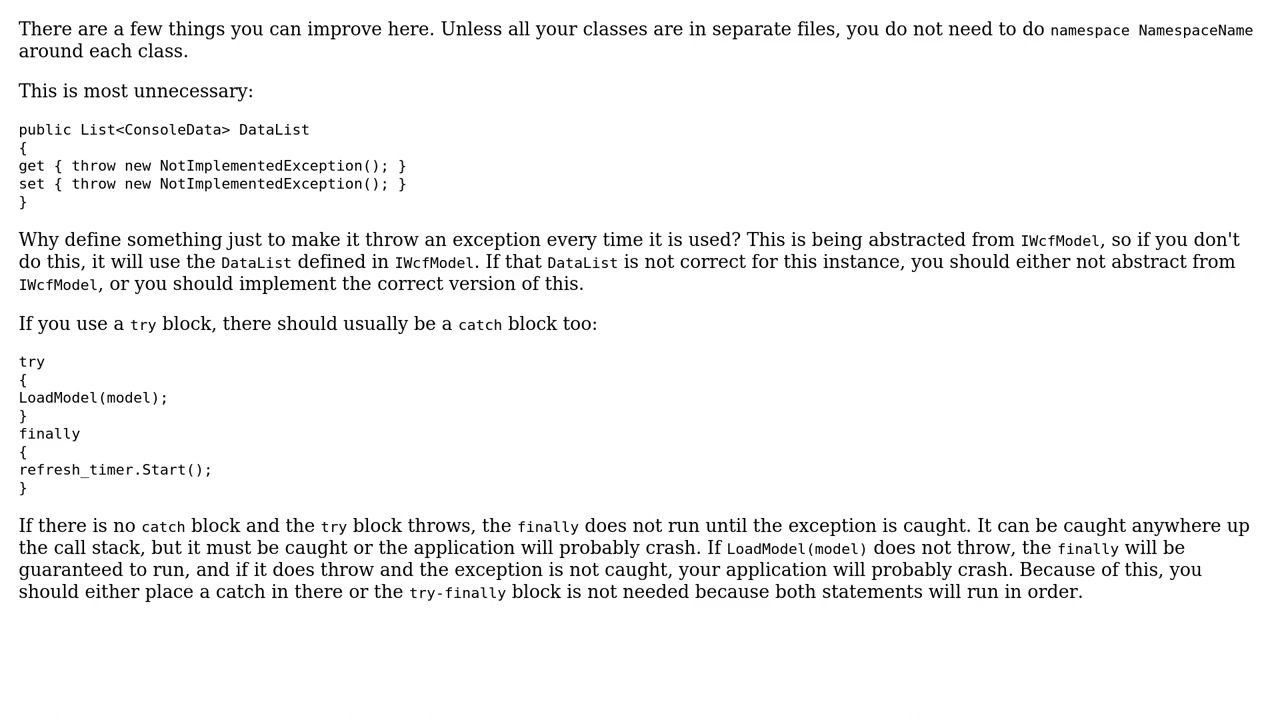 There are a few things you can improve here. Unless all your classes are in separate files, you do not need to do namespace NamespaceName
around each class.
This is most unnecessary:
public List<ConsoleData> DataList
{
get { throw new NotImplementedException(); }
set { throw new NotImplementedException(); }
}
Why define something just to make it throw an exception every time it is used? This is being abstracted from IWcfModel, so if you don't
do this, it will use the DataList defined in IWcfModel. If that DataList is not correct for this instance, you should either not abstract from
IWcfModel, or you should implement the correct version of this.
If you use a try block, there should usually be a catch block too:
try
{
LoadModel(model);
}
finally
{
refresh_timer.Start();
}
If there is no catch block and the try block throws, the finally does not run until the exception is caught. It can be caught anywhere up
the call stack, but it must be caught or the application will probably crash. If LoadModel(model) does not throw, the finally will be
guaranteed to run, and if it does throw and the exception is not caught, your application will probably crash. Because of this, you
should either place a catch in there or the try-finally block is not needed because both statements will run in order.